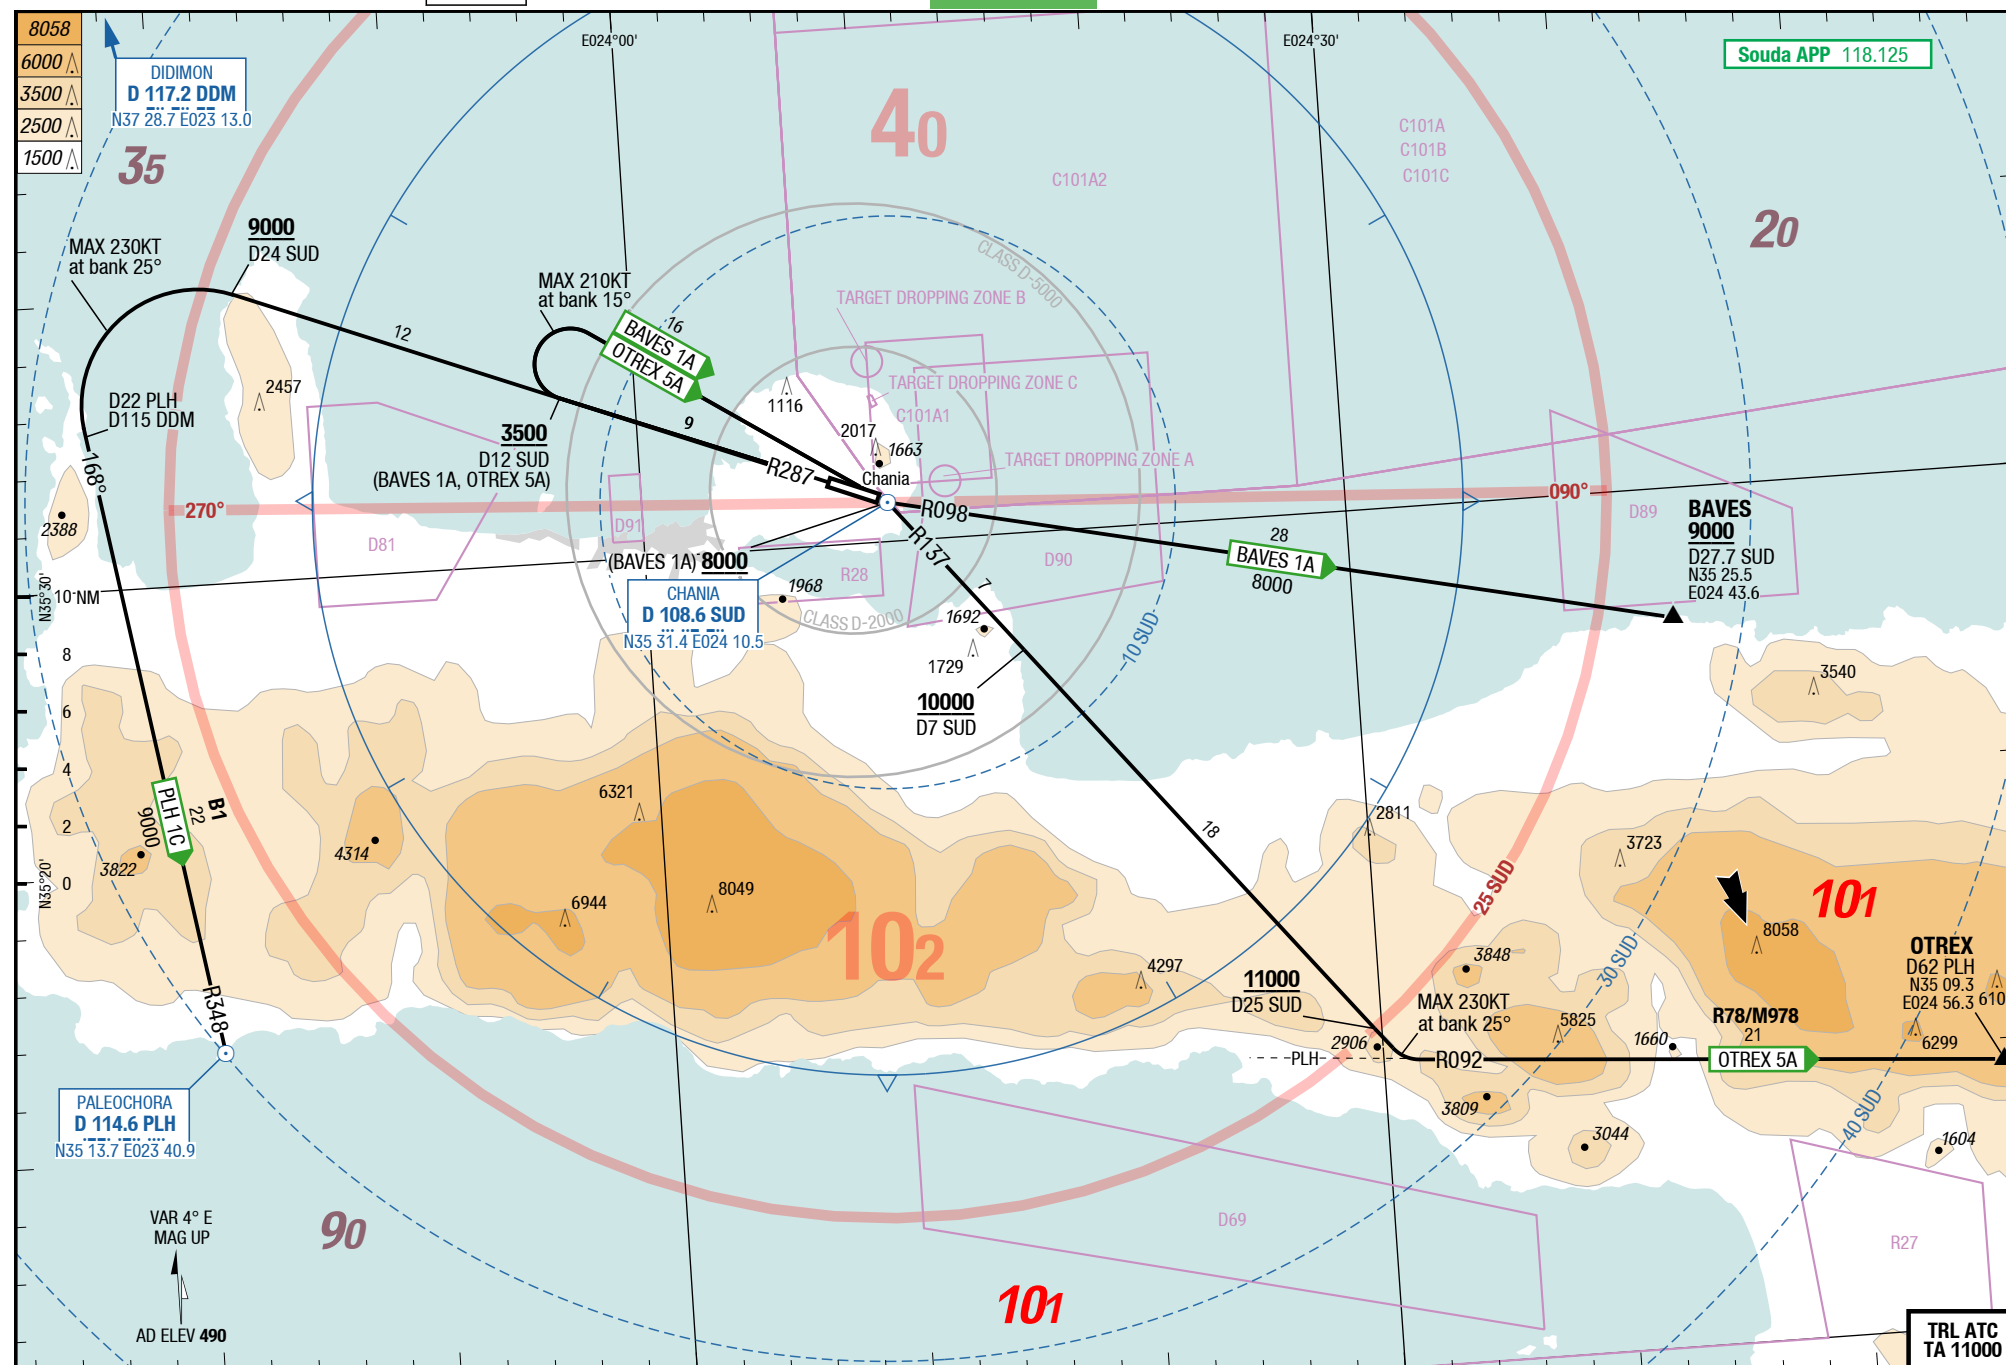 8058
6000
3500
2500
1500
DIDIMON
D 117.2 DDM
N37 28.7 E023 13.0
35
E024°00'
E024°30'
Souda APP 118.125
40
C101A2
C101A
C101B
C101C
20
MAX 230KT
at bank 25°
9000
D24 SUD
MAX 210KT
at bank 15°
12
16
BAVES 1A
OTREX 5A
CLASS D-5000
TARGET DROPPING ZONE B
TARGET DROPPING ZONE C
C101A1
TARGET DROPPING ZONE A
2457
D22 PLH
D115 DDM
168°
3500
D12 SUD
(BAVES 1A, OTREX 5A)
9
R287
1116
2017
1663
Chania
2388
270°
090°
D81
D91
R098
R137
28
BAVES 1A
8000
D89
BAVES
9000
D27.7 SUD
N35 25.5
E024 43.6
(BAVES 1A) 8000
CHANIA
D 108.6 SUD
N35 31.4 E024 10.5
R28
D90
1968
CLASS D-2000
1692
7
1729
10 SUD
N35°30'
10 NM
8
6
4
2
0
N35°20'
10000
D7 SUD
3540
B1
22
PLH 1C
9000
3822
4314
6321
6944
8049
102
18
2811
3723
25 SUD
101
8058
4297
3848
30 SUD
OTREX
D62 PLH
N35 09.3
E024 56.3
610
11000
D25 SUD
MAX 230KT
at bank 25°
2906
PLH
R092
5825
1660
R78/M978
21
OTREX 5A
6299
R348
PALEOCHORA
D 114.6 PLH
N35 13.7 E023 40.9
3809
3044
40 SUD
1604
90
VAR 4° E
MAG UP
AD ELEV 490
D69
R27
101
TRL ATC
TA 11000